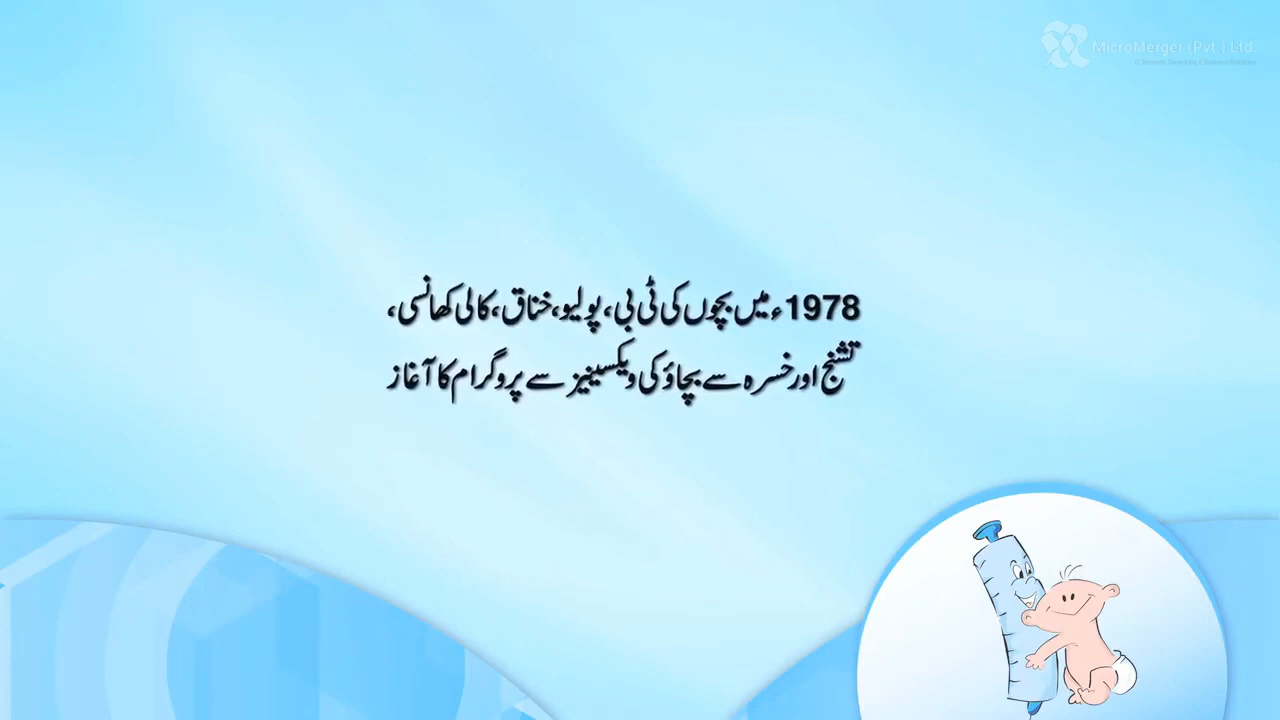 MicroMerger (Pvt.) Ltd.
1978ء میں بچوں کی ٹی بی، پولیو، خناق، کالی کھانسی،
تشنج اور خسرہ سے بچاؤ کی ویکسینیز سے پروگرام کا آغاز